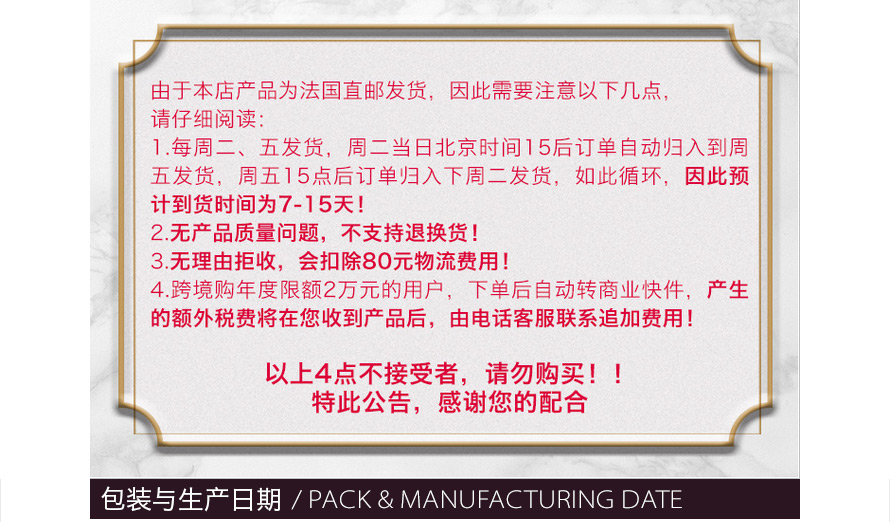 由于本店产品为法国直邮发货，因此需要注意以下几点，
请仔细阅读：
1.每周二、五发货，周二当日北京时间15后订单自动归入到周
五发货，周五15点后订单归入下周二发货，如此循环，因此预
计到货时间为7-15天！
2.无产品质量问题，不支持退换货！
3.无理由拒收，会扣除80元物流费用！
4.跨境购年度限额2万元的用户，下单后自动转商业快件，产生
的额外税费将在您收到产品后，由电话客服联系追加费用！
以上4点不接受者，请勿购买！！
特此公告，感谢您的配合
包装与生产日期 / PACK & MANUFACTURING DATE